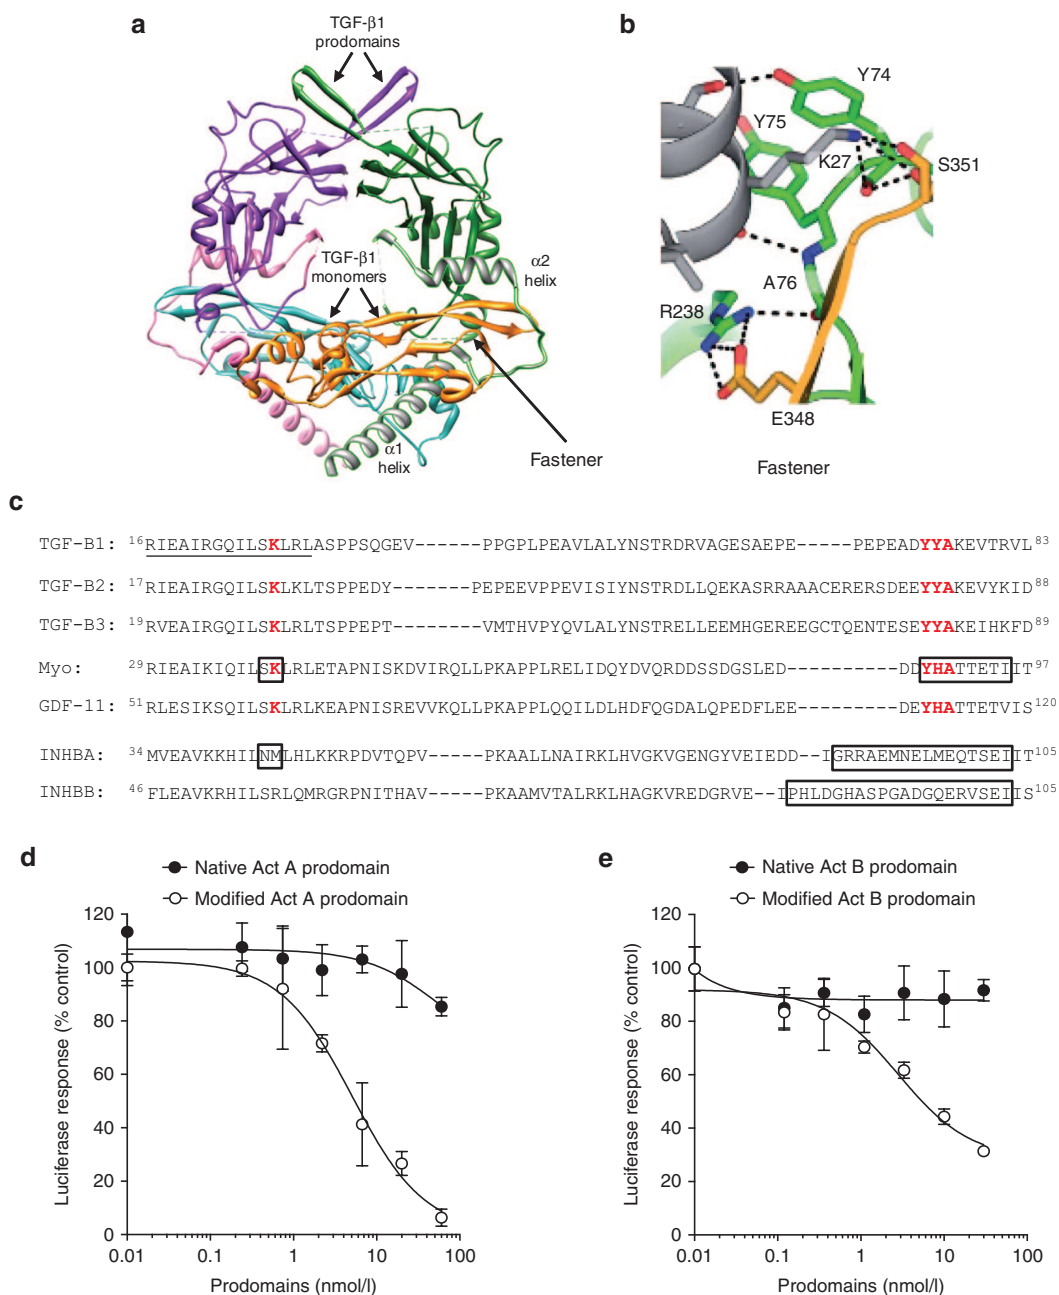 a
TGF-β1
prodomains
TGF-β1
monomers
α2
helix
α1
helix
Fastener
b
Y74
Y75
K27
S351
A76
R238
E348
Fastener
c
TGF-B1: 16RIEAIRGQILSKLRLASPPSQGEV------PPGPLPEAVLALYNSTRDRVAGESAEPE-----PEPEADYYAKEVTRVL83
TGF-B2: 17RIEAIRGQILSKLKLTSPPEDY------PEPEEVPPEVISIYNSTRDLLQEKASRRAAACERERSDEEYYAKEVYKID88
TGF-B3: 19RVEAIRGQILSKLRLTSPPEPT--------VMTHVPYQVLALYNSTRELLEEMHGEREEGCTQENTESEYYAKEIHKFD89
Myo: 29RIEAIKIQILSKLRLETAPNISKDVIRQLLPKAPPLRELIDQYDVQRDDSSDGSLED----------DDYHATTETIIT97
GDF-11: 51RLESIKSQILSKLRLKEAPNISREVVKQLLPKAPPLQQILDLHDFQGDALQPEDFLEE----------DEYHATTETVIS120
INHBA: 34MVEAVKKHILNMLHLKKRPDVTQPV-----PKAALLNAIRKLHVGKVGENGYVEIEDD--IGRRAEMNELMEQTSEIIT105
INHBB: 46FLEAVKRHILSRLQMRGRPNITHAV-----PKAAMVTALRKLHAGKVREDGRVE--IPHLDGHASPGADGQERVSEIIS105
d
Native Act A prodomain
Modified Act A prodomain
Luciferase response (% control)
120
100
80
60
40
20
0
0.01
0.1
1
10
100
Prodomains (nmol/l)
e
Native Act B prodomain
Modified Act B prodomain
Luciferase response (% control)
120
100
80
60
40
20
0
0.01
0.1
1
10
100
Prodomains (nmol/l)